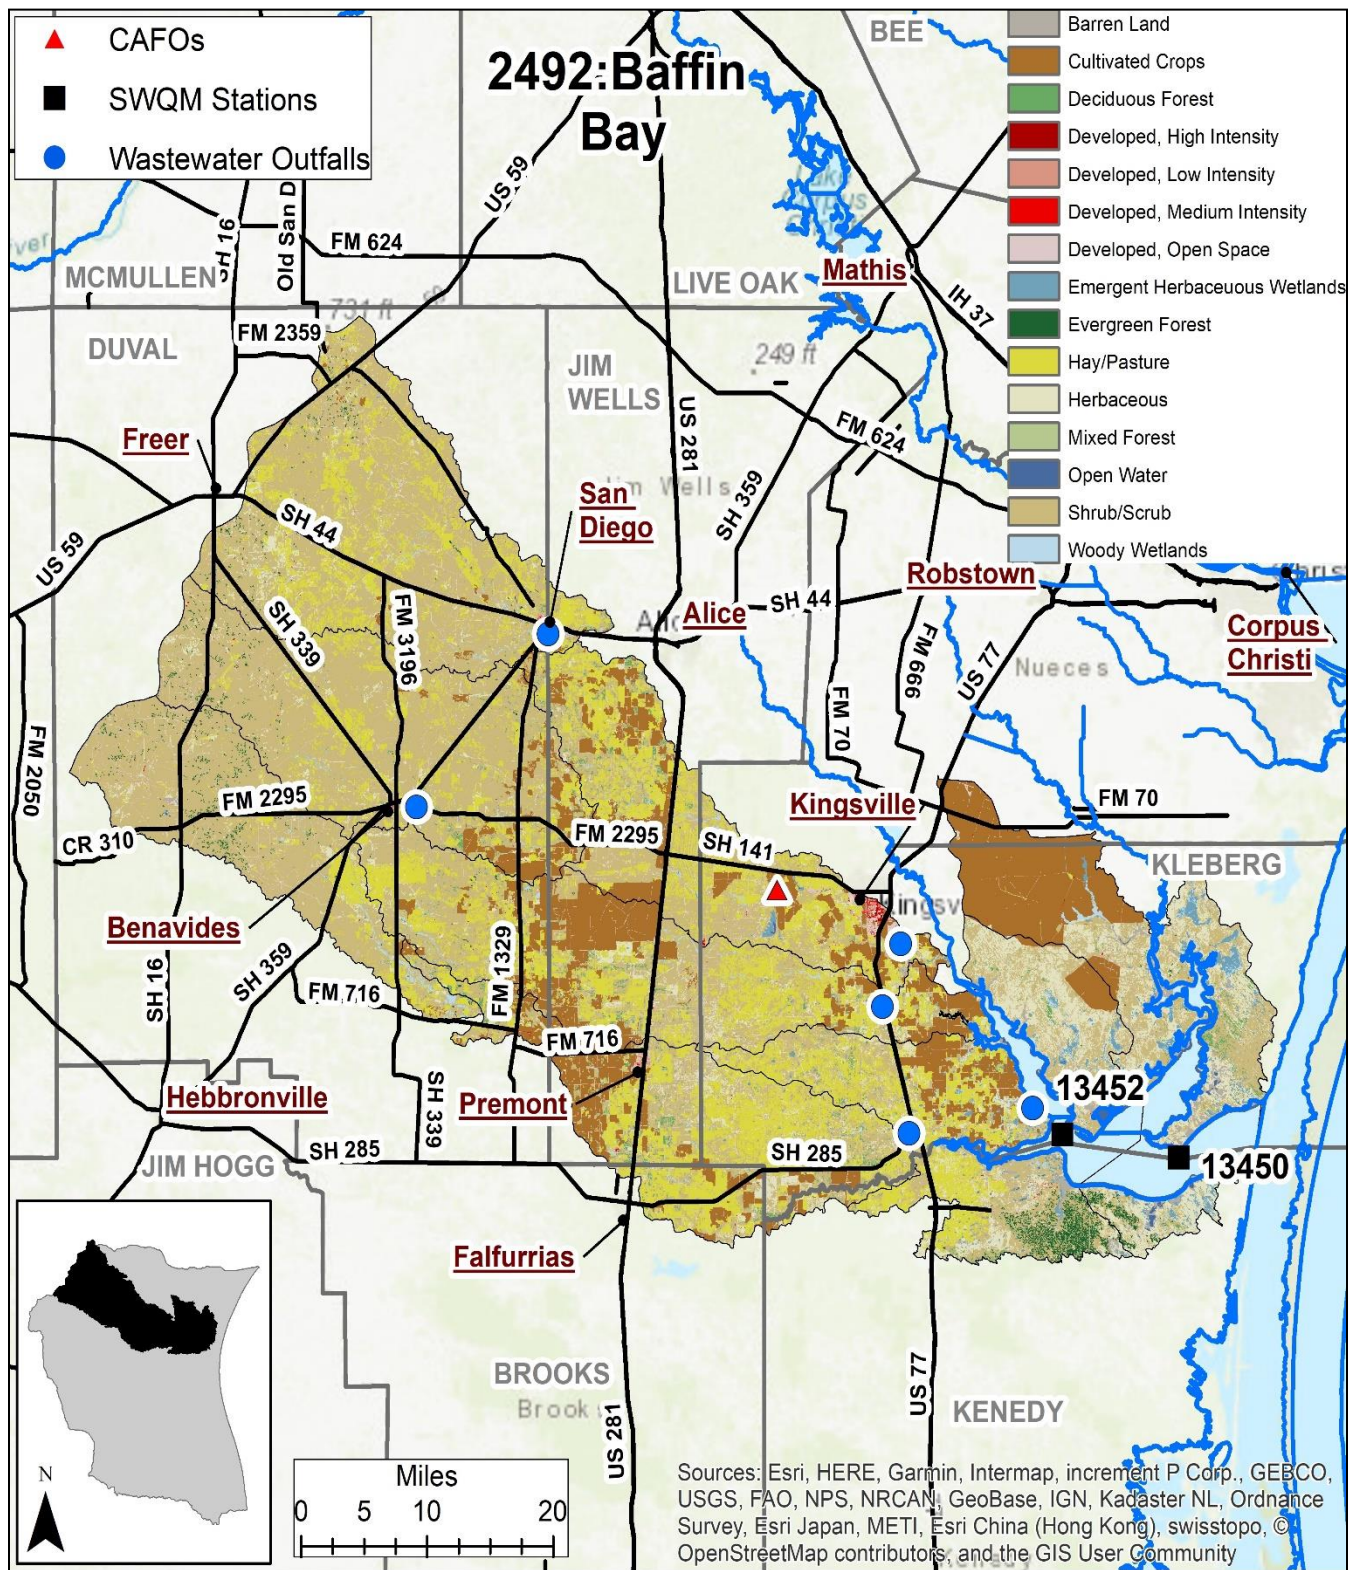 CAFOs
SWQM Stations
Wastewater Outfalls
2492:Baffin
Bay
BEE
Barren Land
Cultivated Crops
Deciduous Forest
Developed, High Intensity
Developed, Low Intensity
Developed, Medium Intensity
Developed, Open Space
Emergent Herbaceuous Wetlands
Evergreen Forest
Hay/Pasture
Herbaceous
Mixed Forest
Open Water
Shrub/Scrub
Woody Wetlands
US 59
SH 16
Old San D
FM 624
MCMULLEN
LIVE OAK
Mathis
IH 37
731 ft
FM 2359
DUVAL
JIM
WELLS
249 ft
US 281
FM 624
Freer
Jim Wells
SH 359
San
Diego
SH 44
US 59
Robstown
SH 44
Alice
Corpus
Christi
SH 339
FM 3196
FM 666
US 77
Nueces
FM 70
FM 2050
FM 2295
Kingsville
FM 70
CR 310
FM 2295
SH 141
KLEBERG
Kingsv
Benavides
SH 16
SH 359
FM 1329
FM 716
FM 716
SH 339
Hebbronville
Premont
13452
13450
JIM HOGG
SH 285
SH 285
Falfurrias
BROOKS
Brook
US 281
US 77
KENEDY
N
Miles
0 5 10 20
Sources: Esri, HERE, Garmin, Intermap, increment P Corp., GEBCO,
USGS, FAO, NPS, NRCAN, GeoBase, IGN, Kadaster NL, Ordnance
Survey, Esri Japan, METI, Esri China (Hong Kong), swisstopo, ©
OpenStreetMap contributors, and the GIS User Community